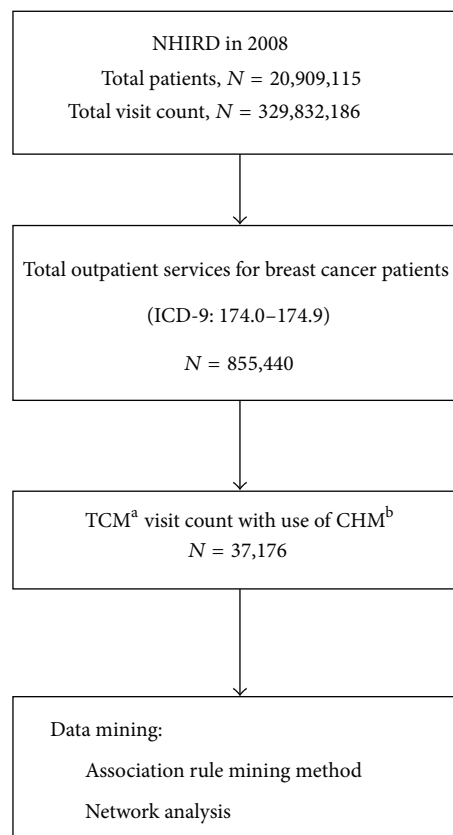 NHIRD in 2008
Total patients, N = 20,909,115
Total visit count, N = 329,832,186
Total outpatient services for breast cancer patients
(ICD-9: 174.0–174.9)
N = 855,440
TCMᵃ visit count with use of CHMᵇ
N = 37,176
Data mining:
Association rule mining method
Network analysis